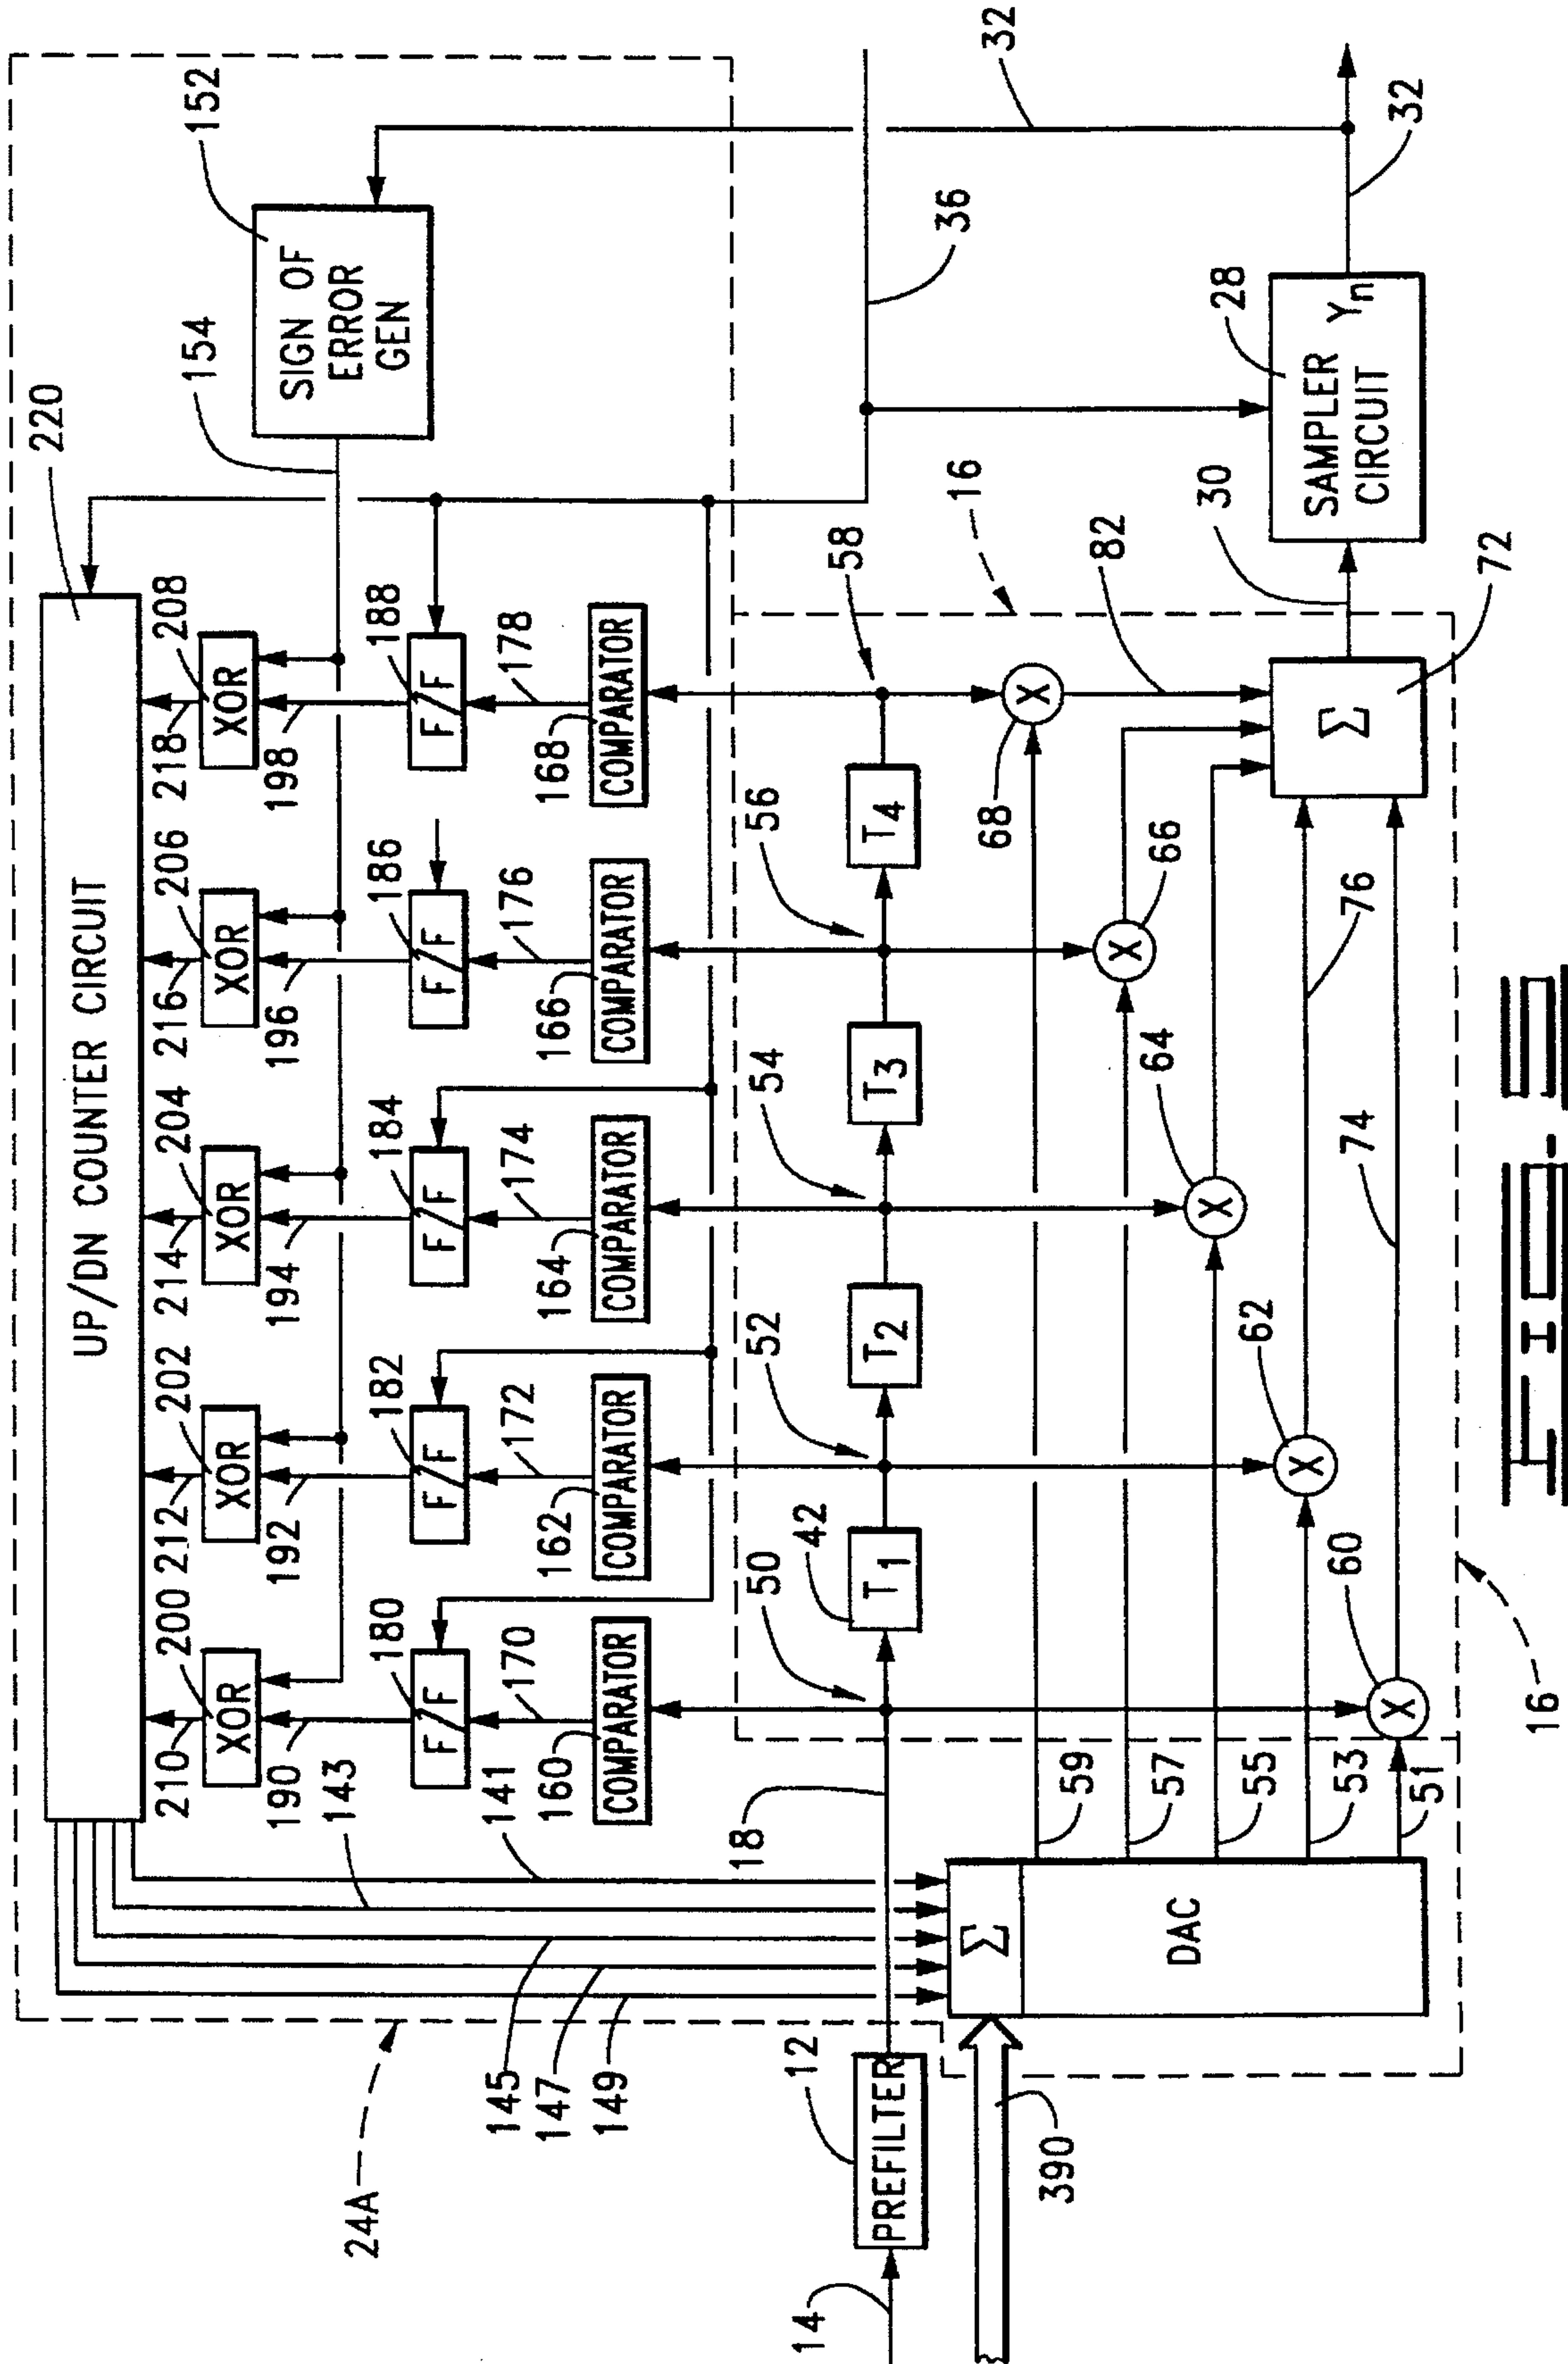 24A
220
UP/DN COUNTER CIRCUIT
152
SIGN OF
ERROR
GEN
154
210 200 212 202 214 204 216 206 218 208
XOR XOR XOR XOR XOR
143 190 192 194 196 198
180 182 184 186 188
F/F F/F F/F F/F F/F
141 170 172 174 176 178
160 162 164 166 168
COMPARATOR COMPARATOR COMPARATOR COMPARATOR COMPARATOR
145
147
149
14
12
PREFILTER
18
50 52 54 56 58
42
T1 T2 T3 T4
16
36
32
390
Σ
DAC
59
57
55
53
51
68
X
66
X
64
X
62
X
60
X
82
76
74
Σ
72
30
28
SAMPLER Yn
CIRCUIT
32
16
FIG. 2